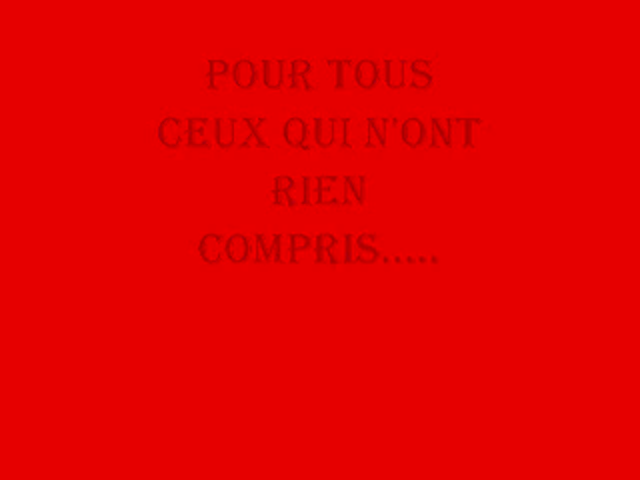 POUR TOUS
CEUX QUI N'ONT
RIEN
COMPRIS.....